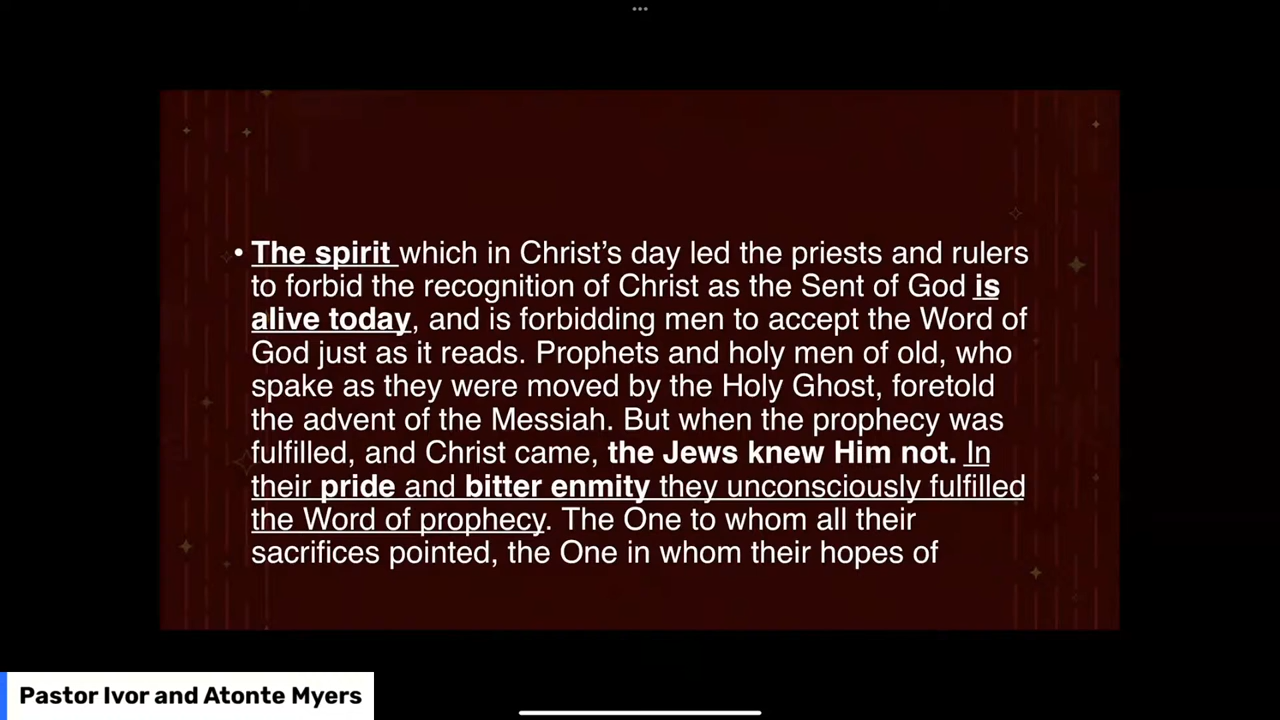 • The spirit which in Christ’s day led the priests and rulers
to forbid the recognition of Christ as the Sent of God is
alive today, and is forbidding men to accept the Word of
God just as it reads. Prophets and holy men of old, who
spake as they were moved by the Holy Ghost, foretold
the advent of the Messiah. But when the prophecy was
fulfilled, and Christ came, the Jews knew Him not. In
their pride and bitter enmity they unconsciously fulfilled
the Word of prophecy. The One to whom all their
sacrifices pointed, the One in whom their hopes of
Pastor Ivor and Atonte Myers